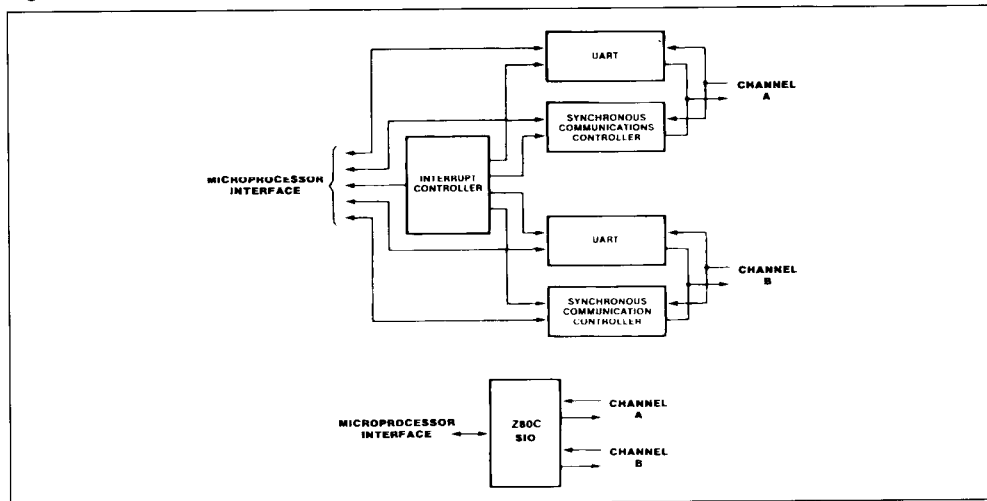 UART
CHANNEL
A
SYNCHRONOUS
COMMUNICATIONS
CONTROLLER
MICROPROCESSOR
INTERFACE
INTERRUPT
CONTROLLER
UART
CHANNEL
B
SYNCHRONOUS
COMMUNICATION
CONTROLLER
MICROPROCESSOR
INTERFACE
Z80C
SIO
CHANNEL
A
CHANNEL
B